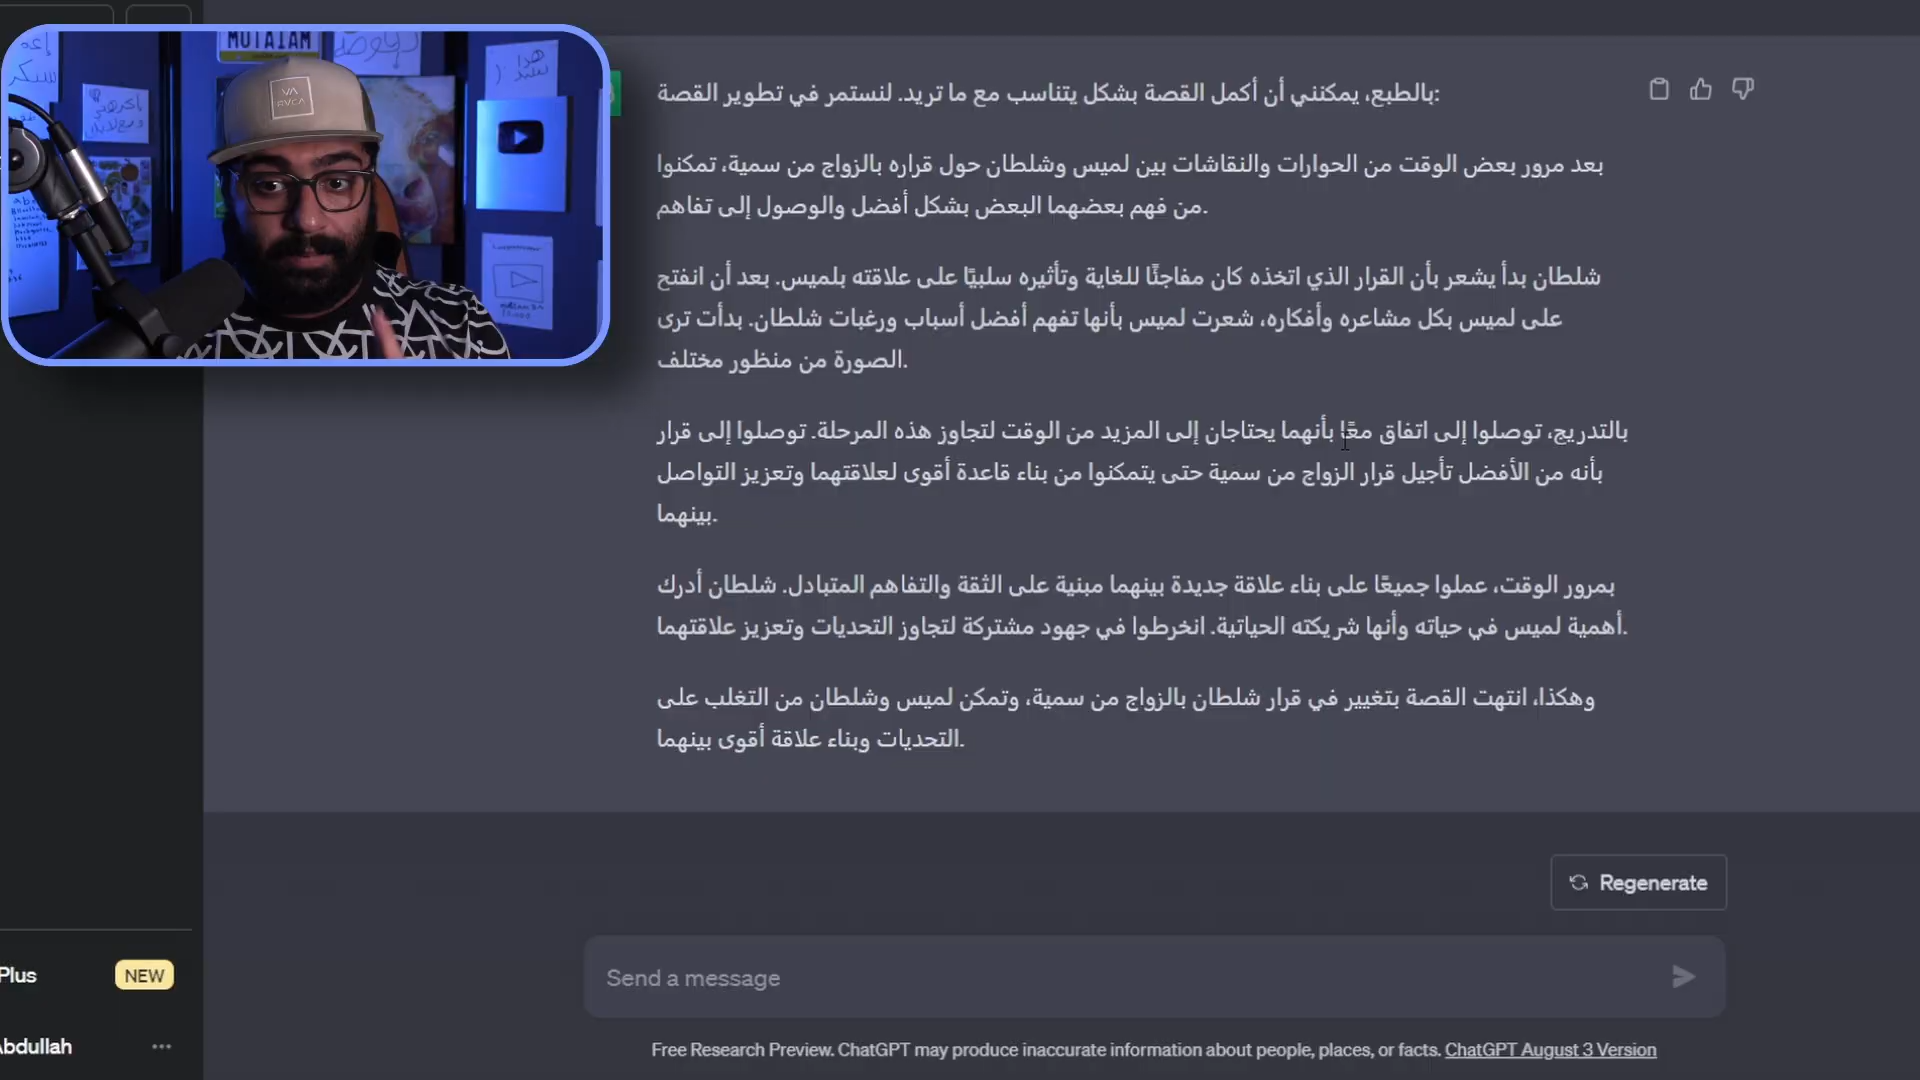 MUTA1AM
VA
RVCA
بالطبع، يمكنني أن أكمل القصة بشكل يتناسب مع ما تريد. لنستمر في تطوير القصة:
بعد مرور بعض الوقت من الحوارات والنقاشات بين لميس وشلطان حول قراره بالزواج من سمية، تمكنوا
من فهم بعضهما البعض بشكل أفضل والوصول إلى تفاهم.
شلطان بدأ يشعر بأن القرار الذي اتخذه كان مفاجئًا للغاية وتأثيره سلبيًا على علاقته بلميس. بعد أن انفتح
على لميس بكل مشاعره وأفكاره، شعرت لميس بأنها تفهم أفضل أسباب ورغبات شلطان. بدأت ترى
الصورة من منظور مختلف.
بالتدريج، توصلوا إلى اتفاق معًا بأنهما يحتاجان إلى المزيد من الوقت لتجاوز هذه المرحلة. توصلوا إلى قرار
بأنه من الأفضل تأجيل قرار الزواج من سمية حتى يتمكنوا من بناء قاعدة أقوى لعلاقتهما وتعزيز التواصل
بينهما.
بمرور الوقت، عملوا جميعًا على بناء علاقة جديدة بينهما مبنية على الثقة والتفاهم المتبادل. شلطان أدرك
أهمية لميس في حياته وأنها شريكته الحياتية. انخرطوا في جهود مشتركة لتجاوز التحديات وتعزيز علاقتهما.
وهكذا، انتهت القصة بتغيير في قرار شلطان بالزواج من سمية، وتمكن لميس وشلطان من التغلب على
التحديات وبناء علاقة أقوى بينهما.
Regenerate
Plus NEW
Send a message
Abdullah
Free Research Preview. ChatGPT may produce inaccurate information about people, places, or facts. ChatGPT August 3 Version